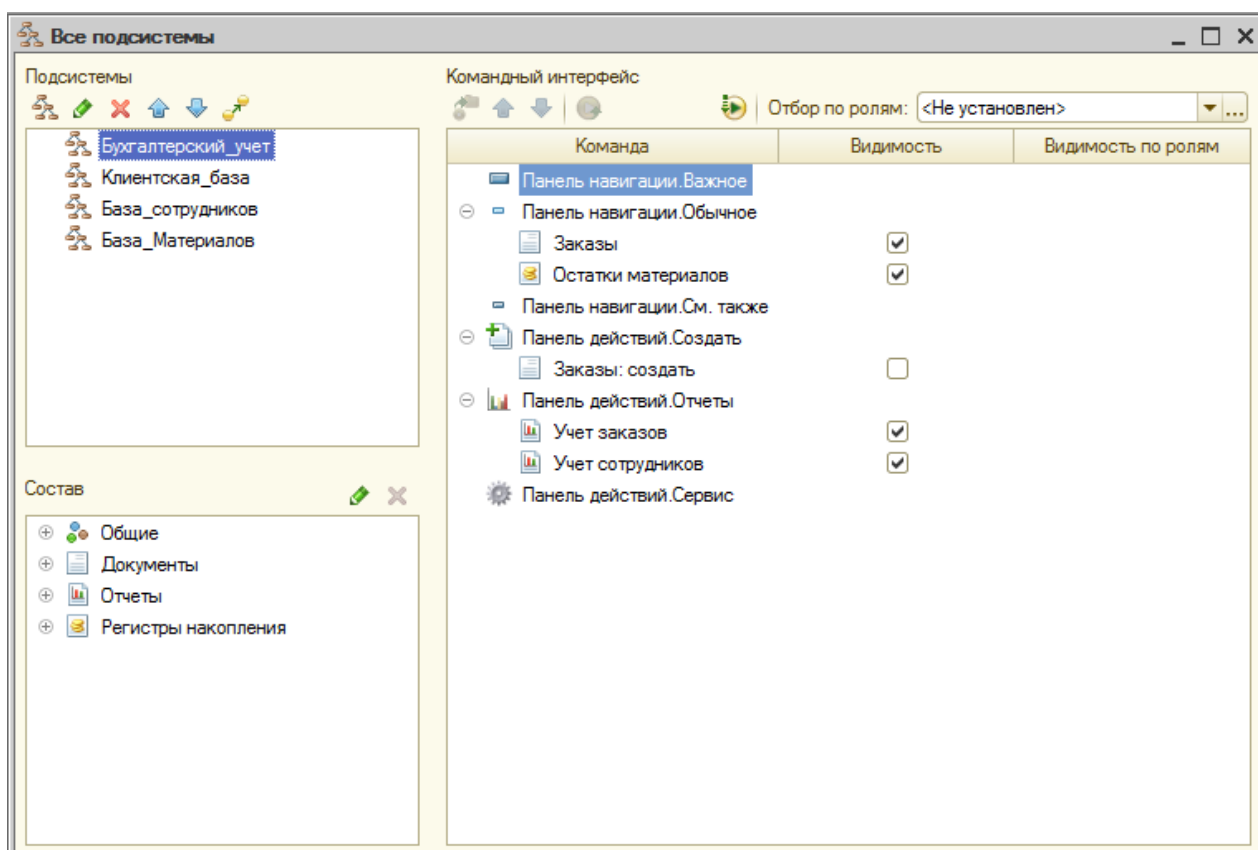 Все подсистемы
Подсистемы
Бухгалтерский_учет
Клиентская_база
База_сотрудников
База_Материалов
Состав
Общие
Документы
Отчеты
Регистры накопления
Командный интерфейс
Отбор по ролям: <Не установлен>
Команда Видимость Видимость по ролям
Панель навигации.Важное
Панель навигации.Обычное
Заказы
Остатки материалов
Панель навигации.См. также
Панель действий.Создать
Заказы: создать
Панель действий.Отчеты
Учет заказов
Учет сотрудников
Панель действий.Сервис